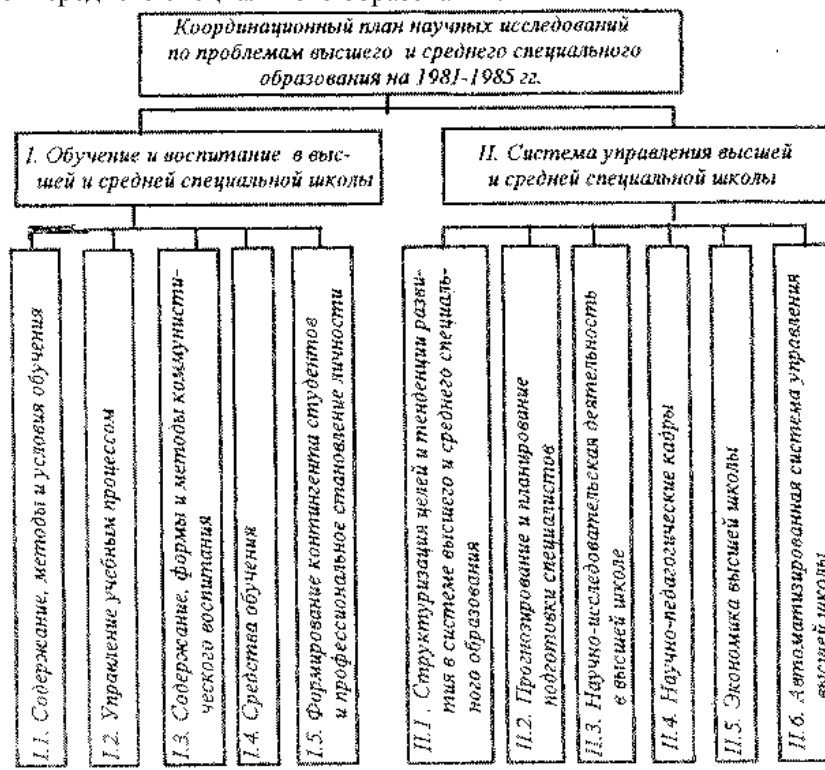 Координационный план научных исследований
по проблемам высшего и среднего специального
образования на 1981-1985 гг.
I. Обучение и воспитание в выс-
шей и средней специальной школы
II. Система управления высшей
и средней специальной школы
I.1. Содержание, методы и условия обучения
I.2. Управление учебным процессом
I.3. Содержание, формы и методы коммунисти-
ческого воспитания
I.4. Средства обучения
I.5. Формирование контингента студентов
и профессиональное становление личности
II.1. Структуризация целей и тенденции разви-
тия в системе высшего и среднего специаль-
ного образования
II.2. Прогнозирование и планирование
подготовки специалистов
II.3. Научно-исследовательская деятельность
в высшей школе
II.4. Научно-педагогические кадры
II.5. Экономика высшей школы
II.6. Автоматизированная система управления
высшей школы